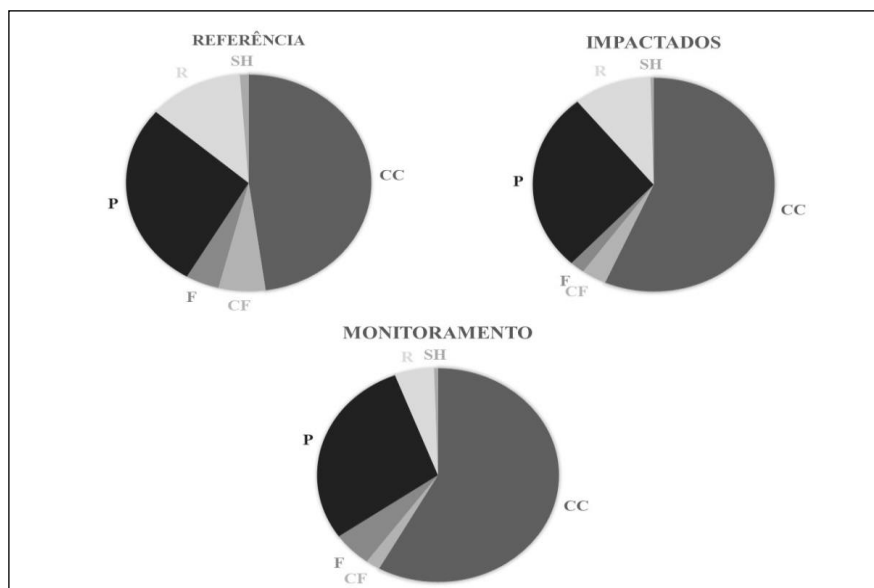 REFERÊNCIA
SH
R
CC
P
F
CF
IMPACTADOS
SH
R
P
CC
F
CF
MONITORAMENTO
R
SH
P
CC
F
CF